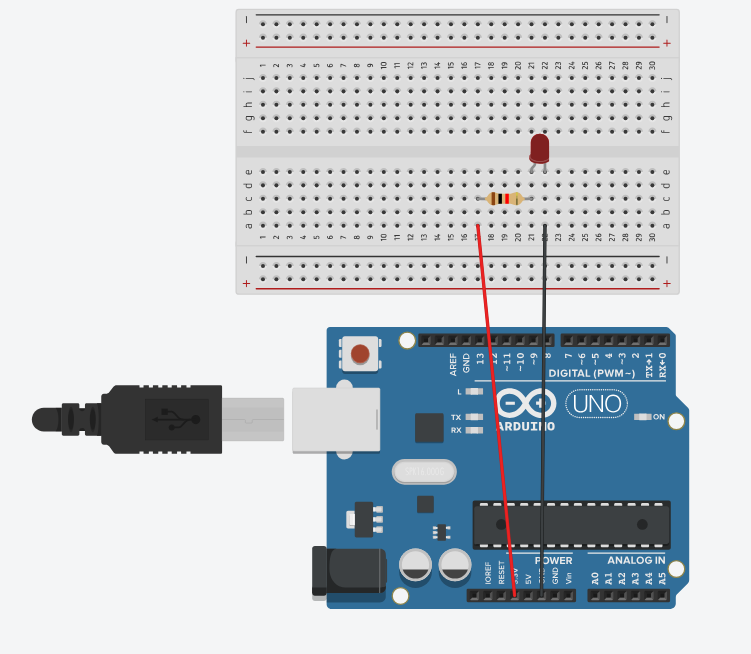 − −
+ +
1 2 3 4 5 6 7 8 9 10 11 12 13 14 15 16 17 18 19 20 21 22 23 24 25 26 27 28 29 30
j j
i i
h h
g g
f f
e e
d d
c c
b b
a a
1 2 3 4 5 6 7 8 9 10 11 12 13 14 15 16 18 19 20 21 23 24 25 26 27 28 29 30
− −
+ +
AREF GND 13 12 ~11 ~10 ~9 8 7 ~6 ~5 4 ~3 2 TX→1 RX←0
DIGITAL (PWM~)
L
TX
RX
ARDUINO
UNO
ON
POWER
ANALOG IN
IOREF RESET 3.3V 5V GND Vin A0 A1 A2 A3 A4 A5